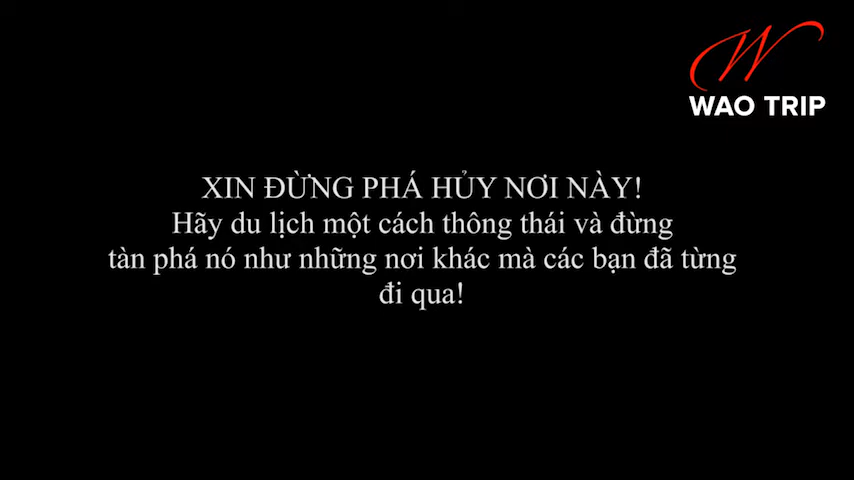 W
WAO TRIP
XIN ĐỪNG PHÁ HỦY NƠI NÀY!
Hãy du lịch một cách thông thái và đừng
tàn phá nó như những nơi khác mà các bạn đã từng
đi qua!